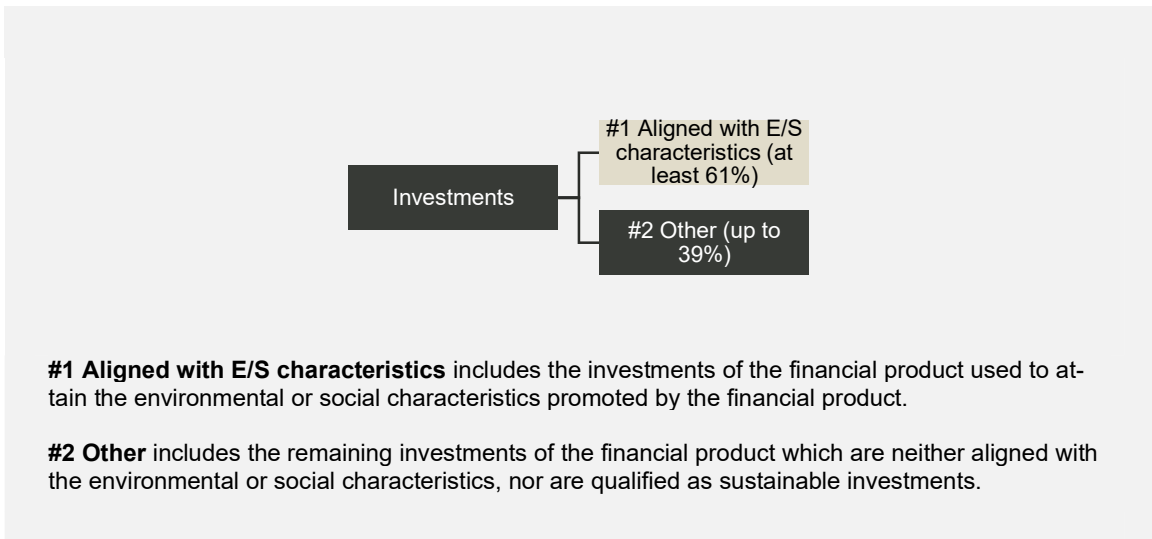 #1 Aligned with E/S
characteristics (at
least 61%)
Investments
#2 Other (up to
39%)
#1 Aligned with E/S characteristics includes the investments of the financial product used to at-
tain the environmental or social characteristics promoted by the financial product.
#2 Other includes the remaining investments of the financial product which are neither aligned with
the environmental or social characteristics, nor are qualified as sustainable investments.